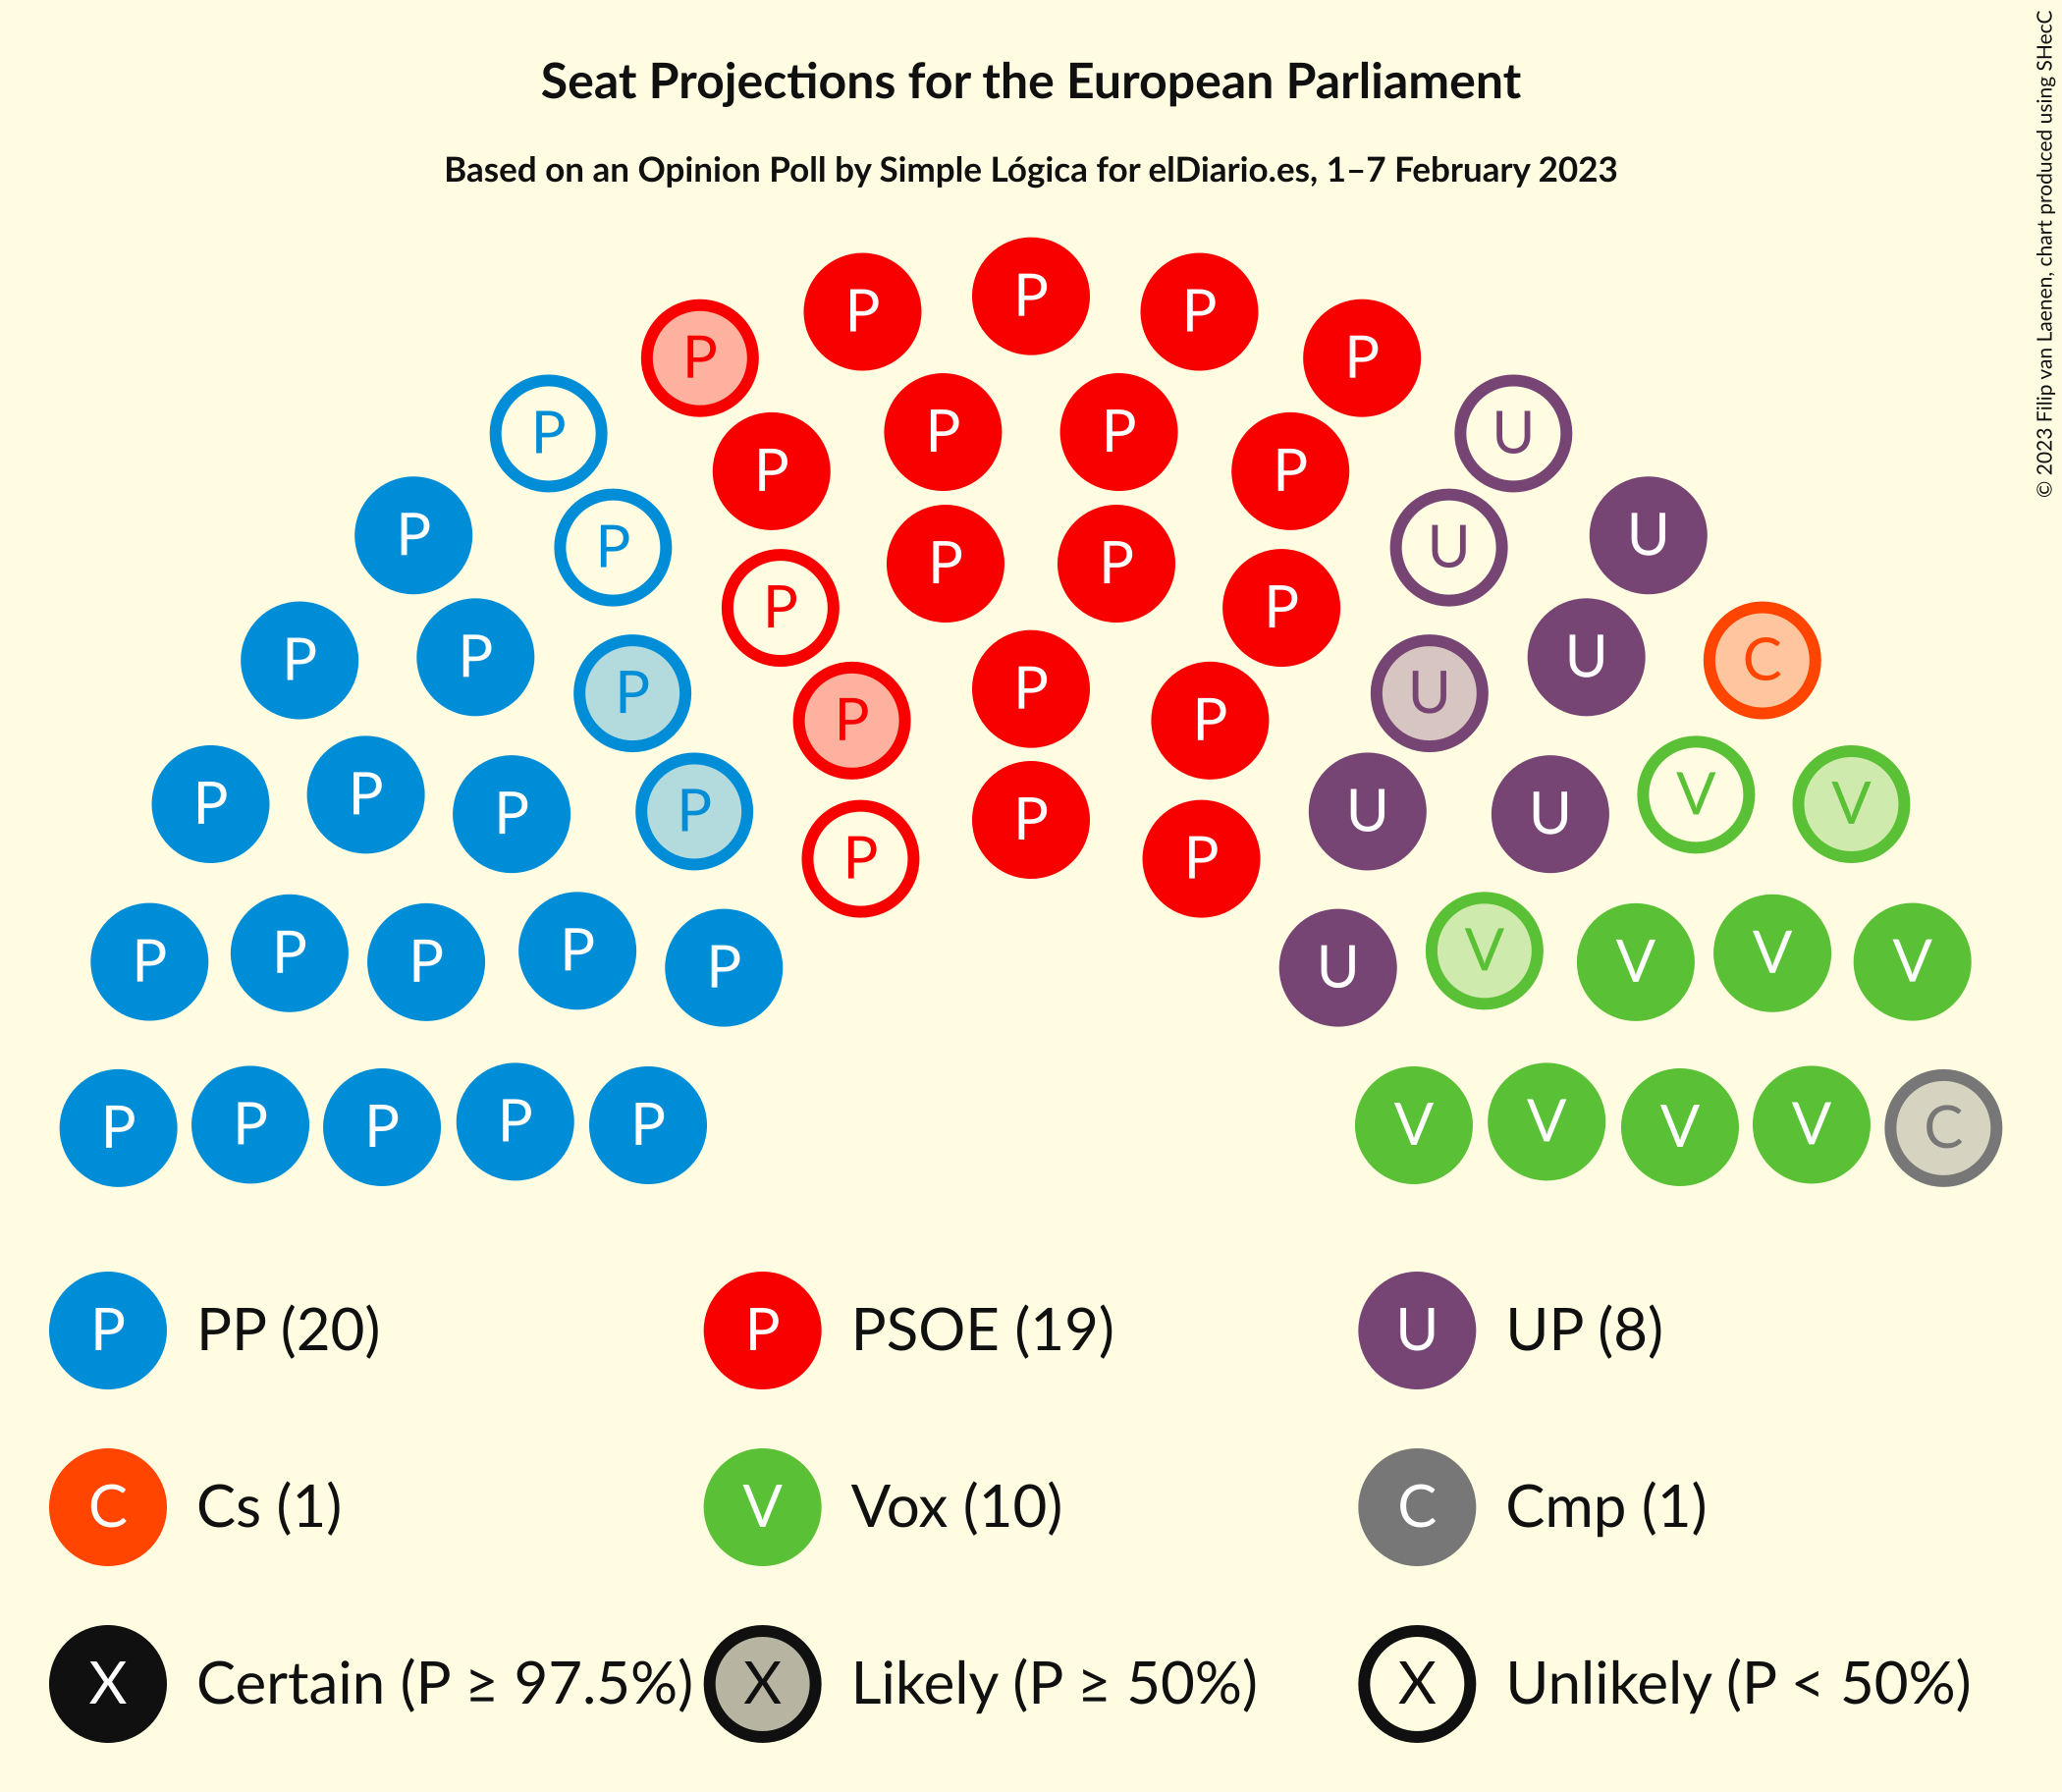 Seat Projections for the European Parliament
Based on an Opinion Poll by Simple Lógica for elDiario.es, 1–7 February 2023
© 2023 Filip van Laenen, chart produced using SHecC
P
P P
P P
P U
P P
P P
P P U
P P
P U
P P
P P
P U
P P
P U C
P P
P P
P U
P P P P
P U U V V
P P
P P P P P
U V V V V
P P P P P
V V V V C
P PP (20) P PSOE (19) U UP (8)
C Cs (1) V Vox (10) C Cmp (1)
X Certain (P ≥ 97.5%) X Likely (P ≥ 50%) X Unlikely (P < 50%)